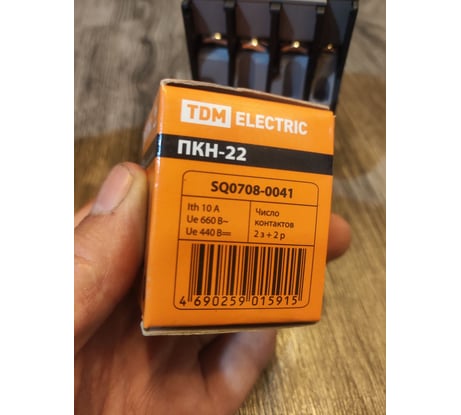 TDM ELECTRIC
ПКН-22
SQ0708-0041
Ith 10 А
Ue 660 В~
Ue 440 В⎓
Число
контактов
2 з + 2 р
4 690259 015915